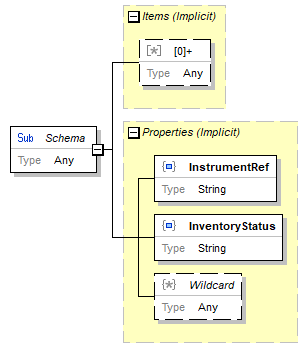 Items (Implicit)
[*] [0]+
Type Any
Sub Schema
Type Any
Properties (Implicit)
{} InstrumentRef
Type String
{} InventoryStatus
Type String
{*} Wildcard
Type Any